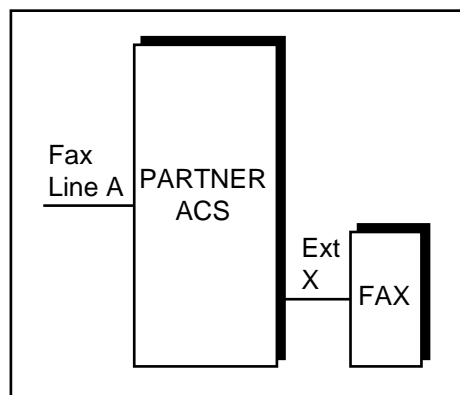 Fax
Line A
PARTNER
ACS
Ext
X
FAX